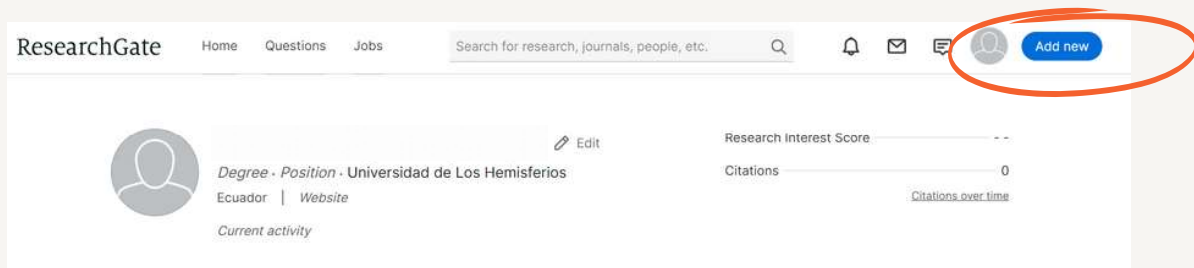 ResearchGate Home Questions Jobs Search for research, journals, people, etc. Add new
Edit
Degree · Position · Universidad de Los Hemisferios
Ecuador | Website
Current activity
Research Interest Score - -
Citations 0
Citations over time